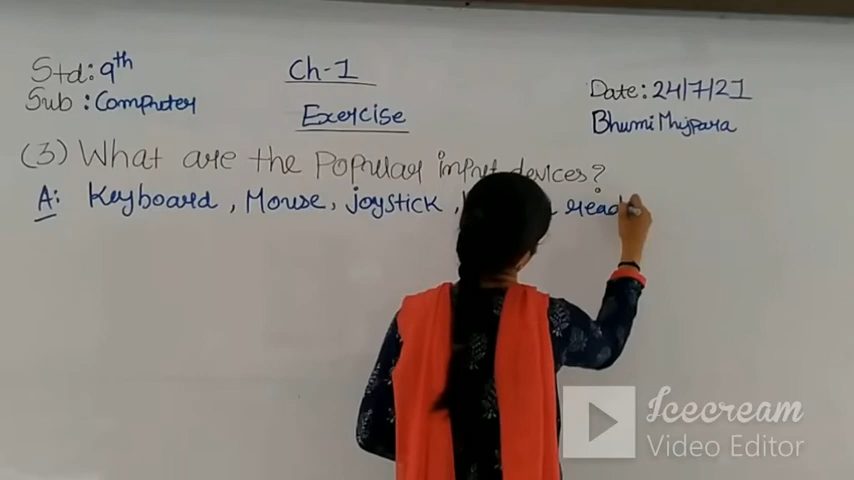 Std: 9th
Sub: Computer
Ch-1
Exercise
Date: 24/7/21
Bhumi
(3) What are the Popular input devices?
A: Keyboard, Mouse, joystick,
Icecream
Video Editor